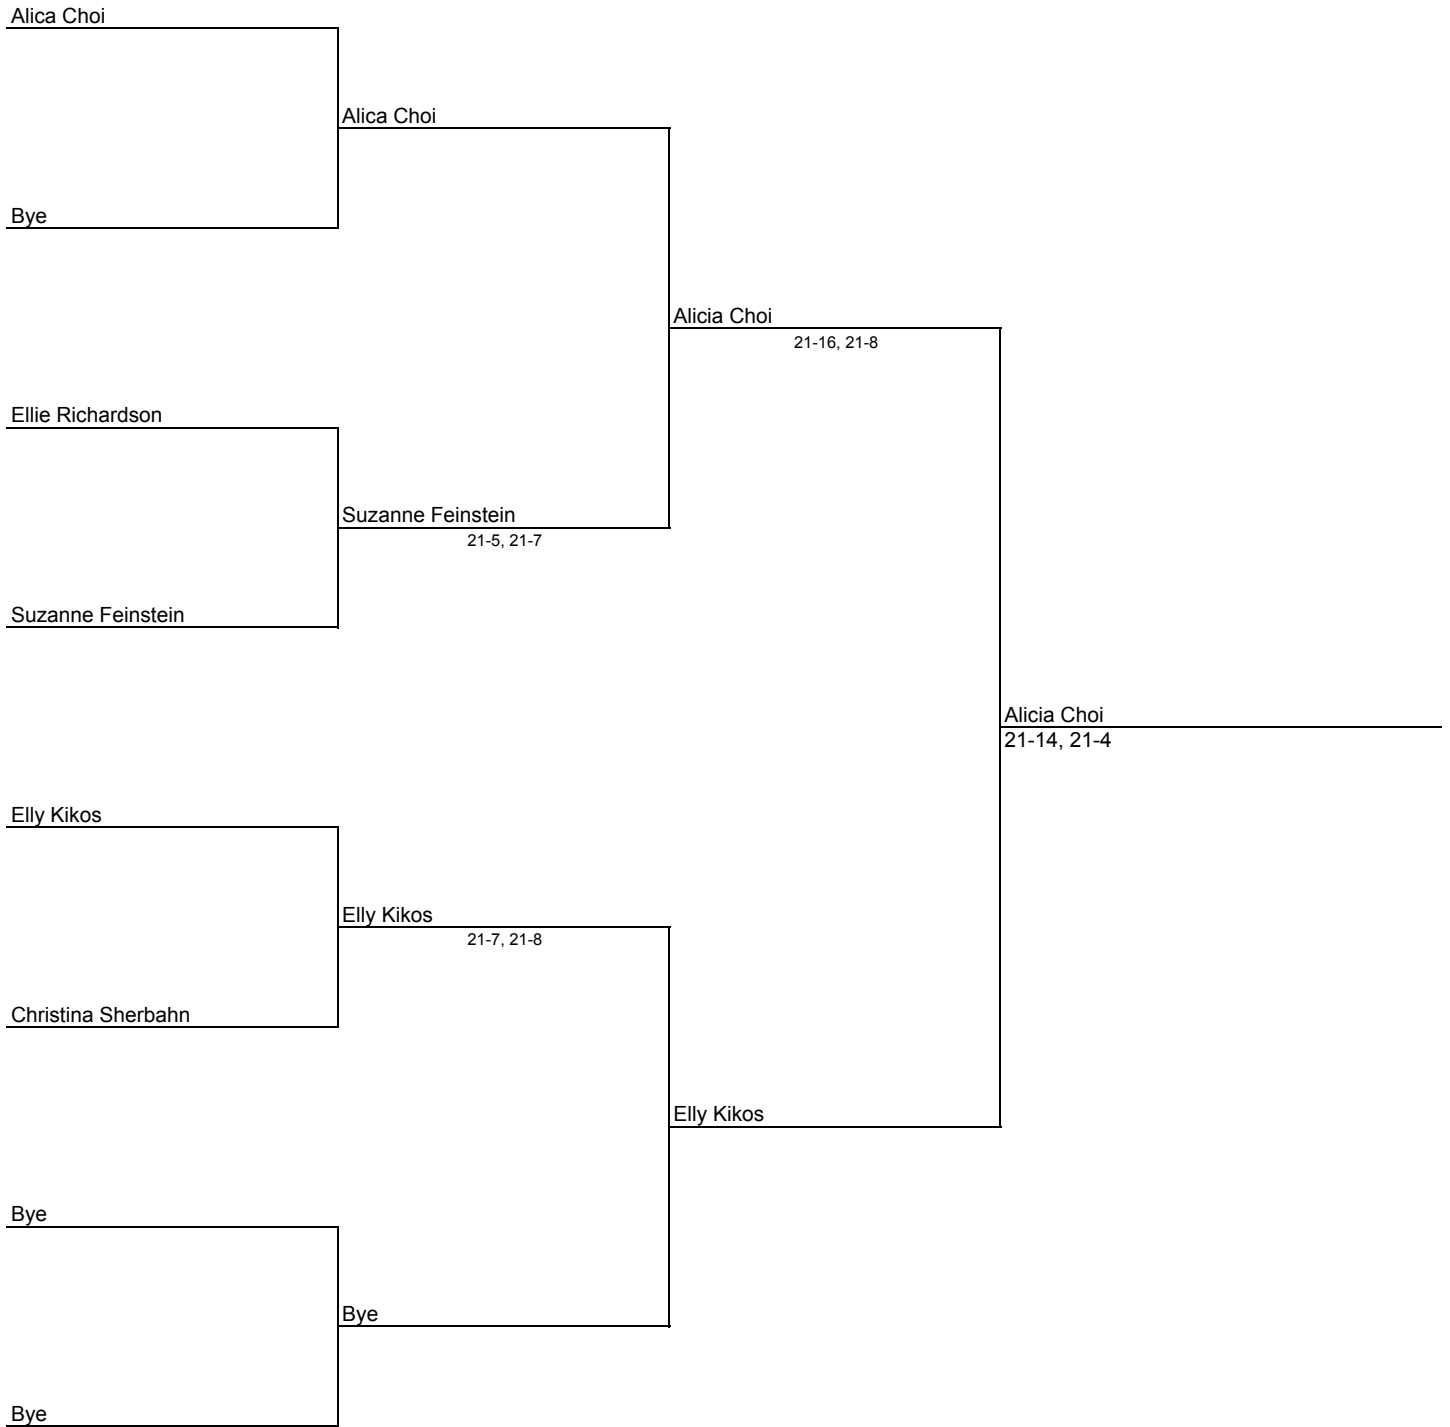 Alica Choi
Alica Choi
Bye
Alicia Choi
21-16, 21-8
Ellie Richardson
Suzanne Feinstein
21-5, 21-7
Suzanne Feinstein
Alicia Choi
21-14, 21-4
Elly Kikos
Elly Kikos
21-7, 21-8
Christina Sherbahn
Elly Kikos
Bye
Bye
Bye